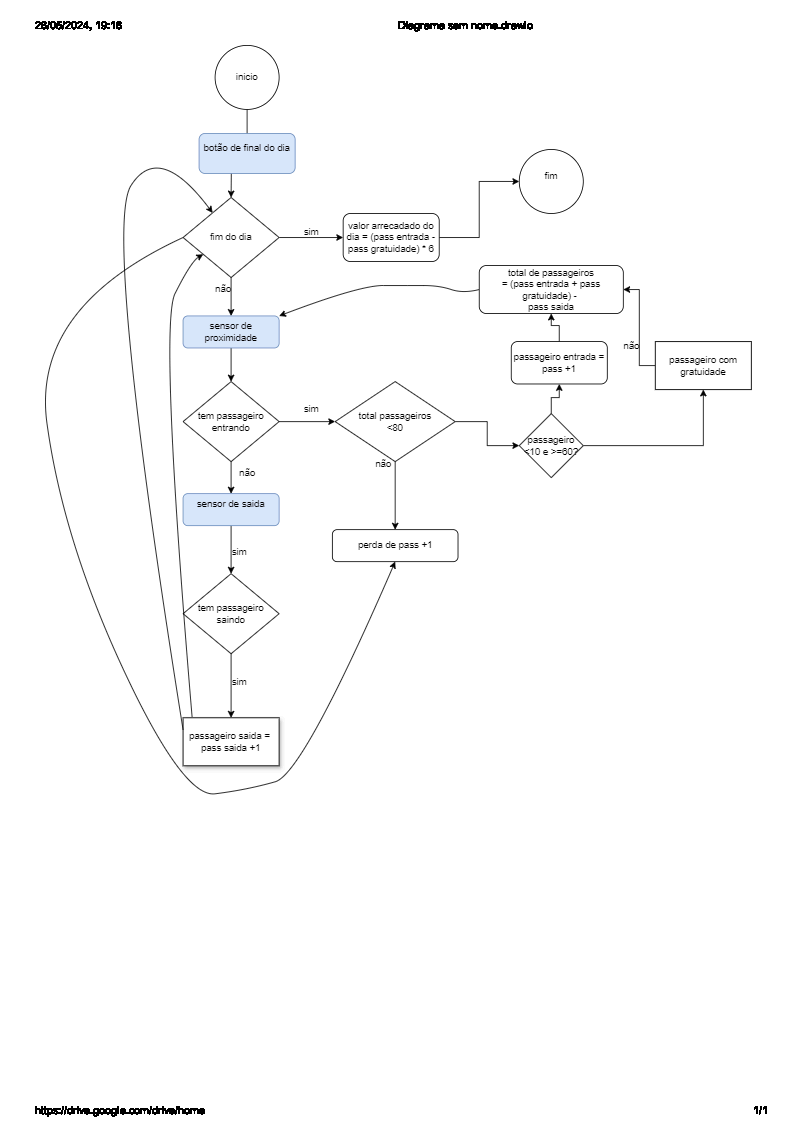 28/05/2024, 19:16
Diagrama sem nome.drawio
inicio
botão de final do dia
fim do dia
sim
valor arrecadado do
dia = (pass entrada -
pass gratuidade) * 6
fim
não
sensor de
proximidade
total de passageiros
= (pass entrada + pass
gratuidade) -
pass saida
não
passageiro entrada =
pass +1
passageiro com
gratuidade
tem passageiro
entrando
sim
total passageiros
<80
passageiro
<10 e >=60?
não
não
sensor de saida
sim
perda de pass +1
tem passageiro
saindo
sim
passageiro saida =
pass saida +1
https://drive.google.com/drive/home
1/1